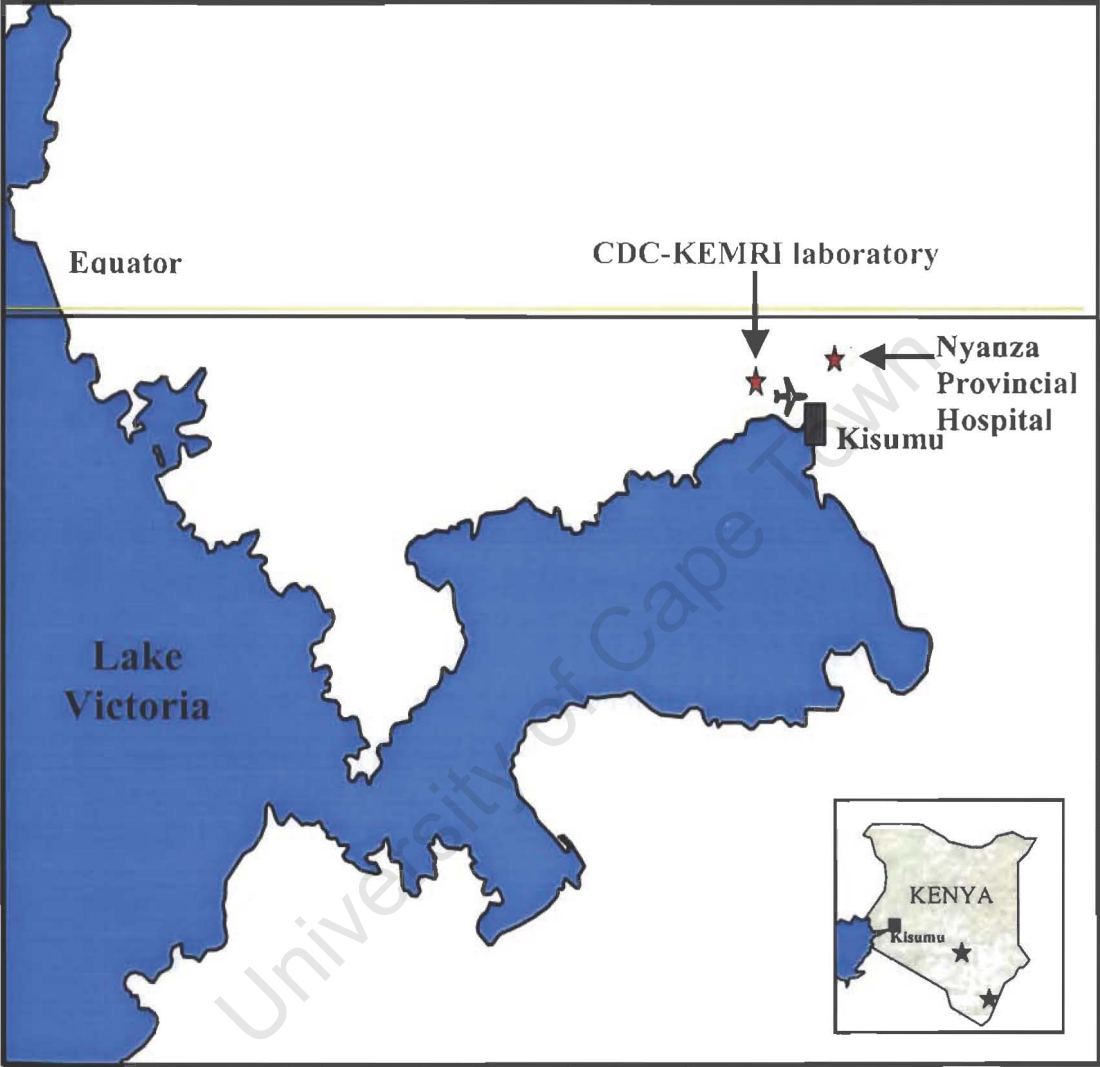 Equator
CDC-KEMRI laboratory
Nyanza
Provincial
Hospital
Kisumu
Lake
Victoria
KENYA
Kisumu
University of Cape Town